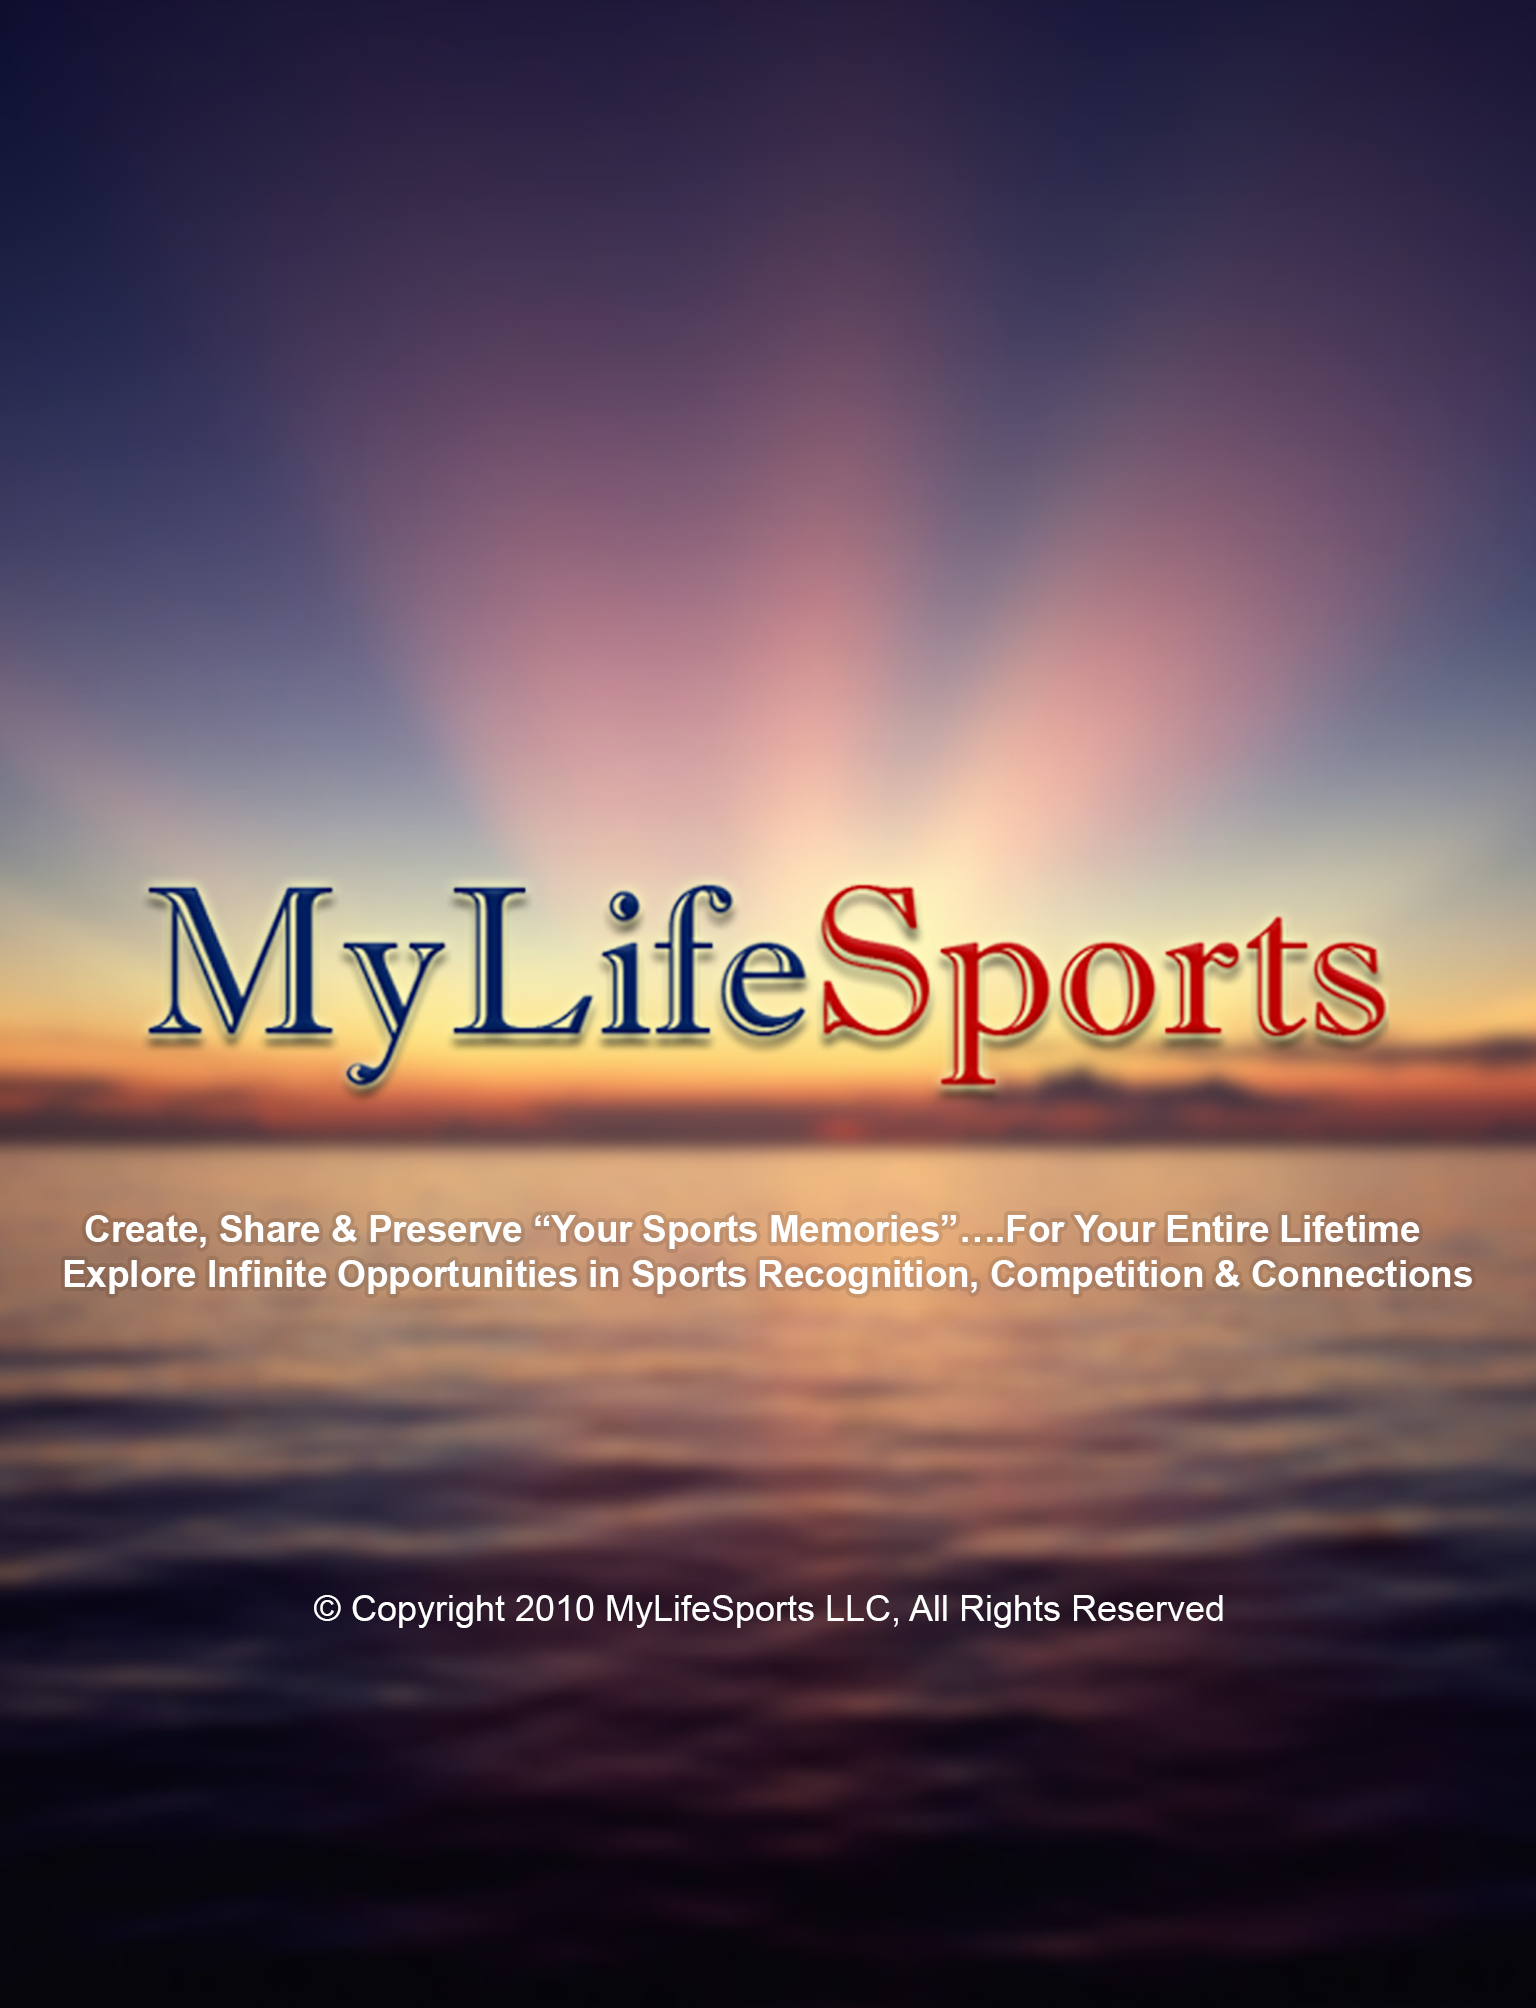 MyLifeSports
Create, Share & Preserve “Your Sports Memories”….For Your Entire Lifetime
Explore Infinite Opportunities in Sports Recognition, Competition & Connections
© Copyright 2010 MyLifeSports LLC, All Rights Reserved